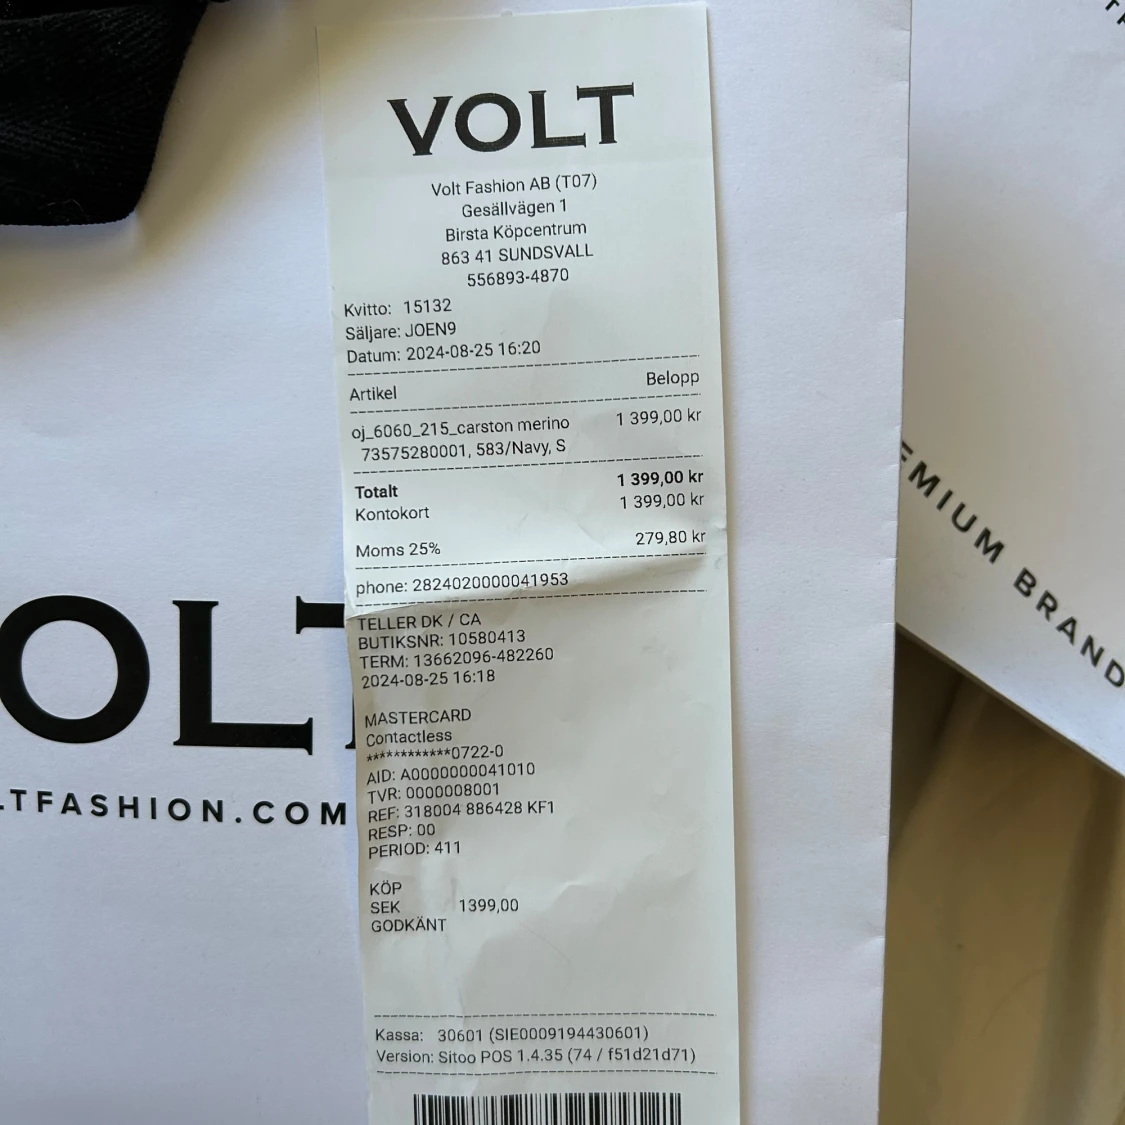 VOLT
Volt Fashion AB (T07)
Gesällvägen 1
Birsta Köpcentrum
863 41 SUNDSVALL
556893-4870
Kvitto: 15132
Säljare: JOEN9
Datum: 2024-08-25 16:20
Artikel Belopp
oj_6060_215_carston merino 1 399,00 kr
73575280001, 583/Navy, S
Totalt 1 399,00 kr
Kontokort 1 399,00 kr
Moms 25% 279,80 kr
phone: 2824020000041953
TELLER DK / CA
BUTIKSNR: 10580413
TERM: 13662096-482260
2024-08-25 16:18
MASTERCARD
Contactless
************0722-0
AID: A0000000041010
TVR: 0000008001
REF: 318004 886428 KF1
RESP: 00
PERIOD: 411
KÖP
SEK 1399,00
GODKÄNT
Kassa: 30601 (SIE0009194430601)
Version: Sitoo POS 1.4.35 (74 / f51d21d71)
OLT
LTFASHION.COM
EMIUM BRAND